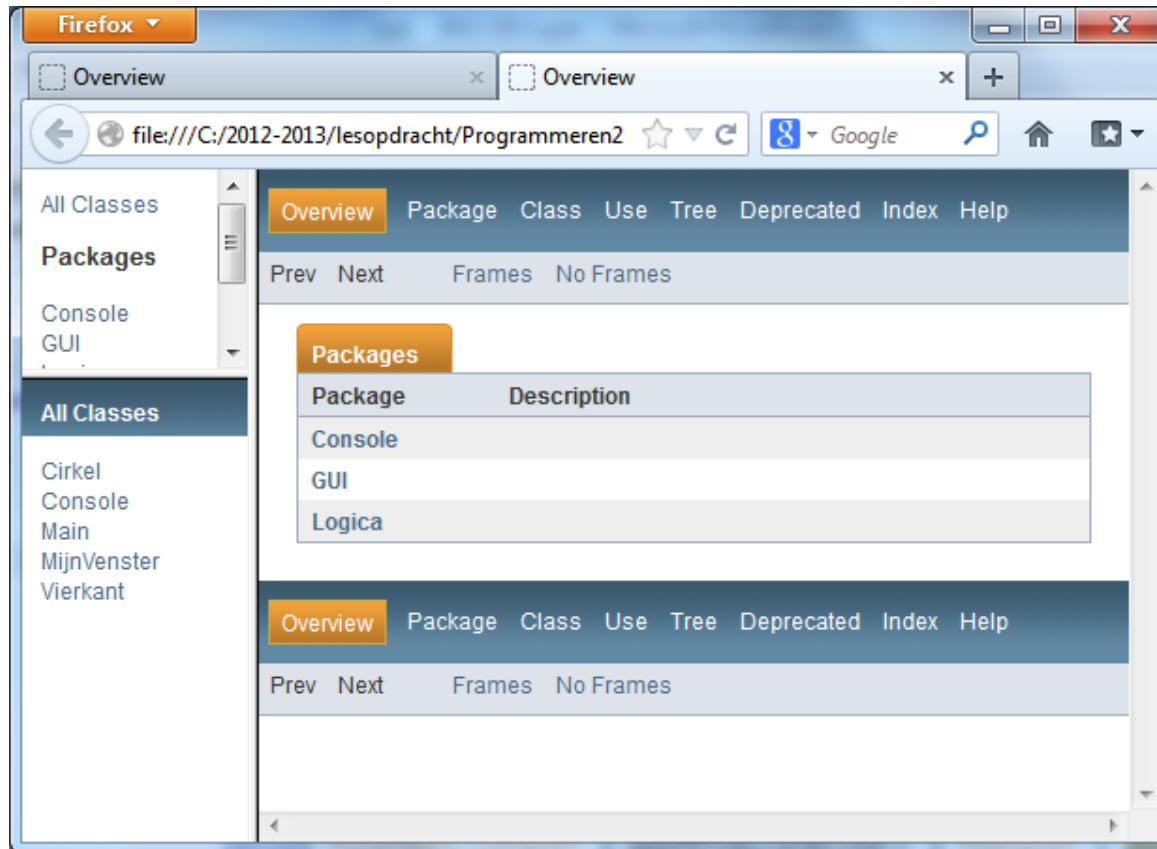 Firefox
Overview
Overview
file:///C:/2012-2013/lesopdracht/Programmeren2
8 Google
All Classes
Packages
Console
GUI
All Classes
Cirkel
Console
Main
MijnVenster
Vierkant
Overview Package Class Use Tree Deprecated Index Help
Prev Next Frames No Frames
Packages
Package Description
Console
GUI
Logica
Overview Package Class Use Tree Deprecated Index Help
Prev Next Frames No Frames